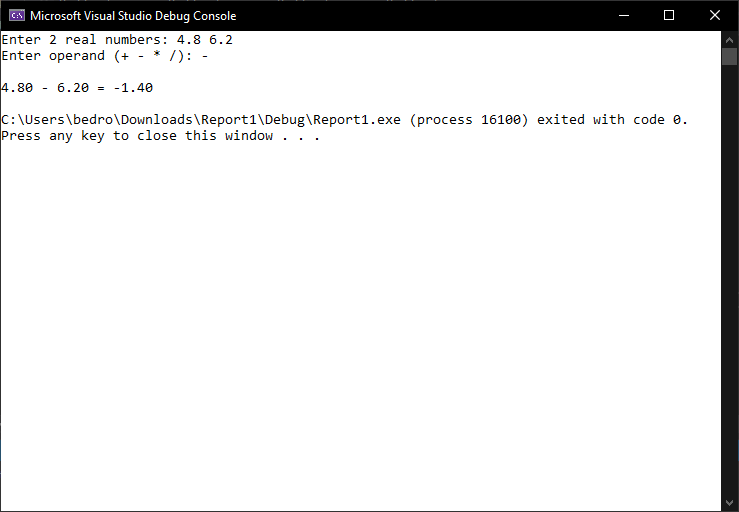 Microsoft Visual Studio Debug Console
Enter 2 real numbers: 4.8 6.2
Enter operand (+ - * /): -
4.80 - 6.20 = -1.40
C:\Users\bedro\Downloads\Report1\Debug\Report1.exe (process 16100) exited with code 0.
Press any key to close this window . . .